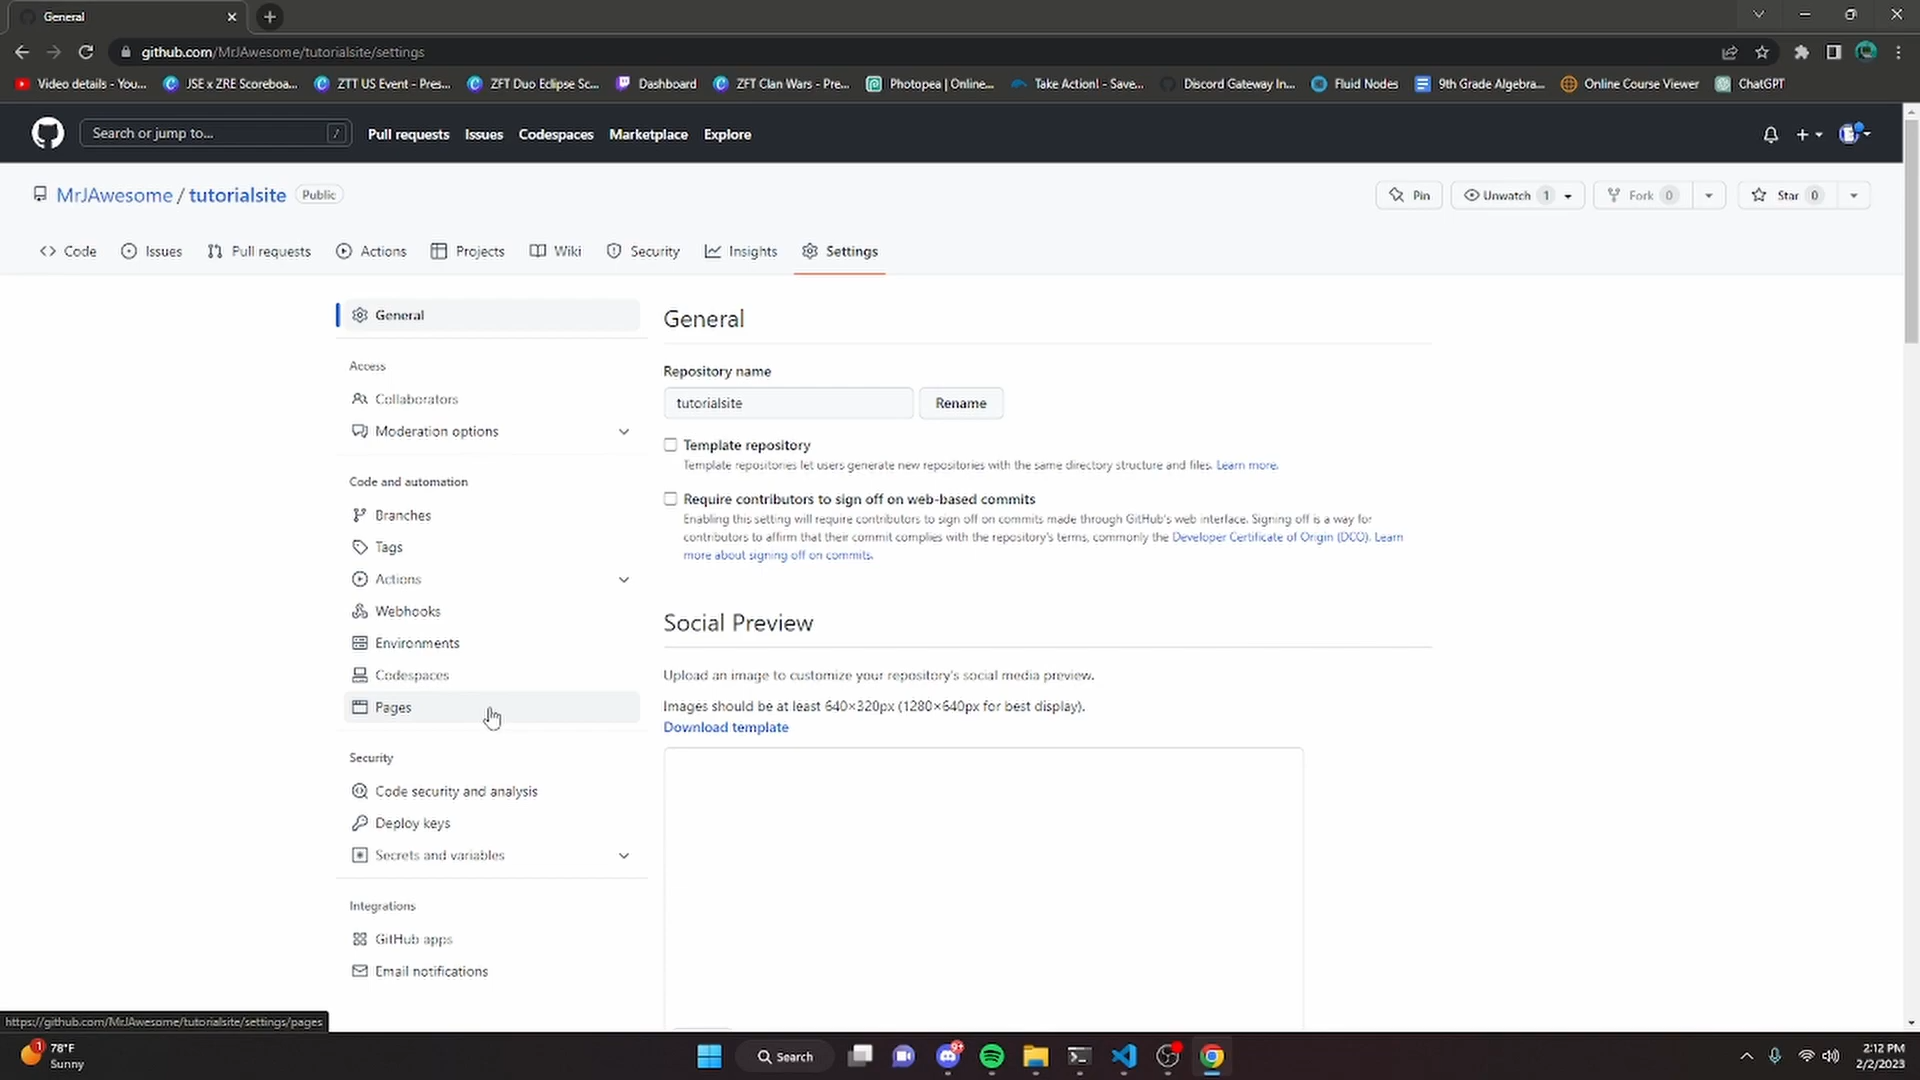 General
github.com/MrJAwesome/tutorialsite/settings
Video details - You...
JSE x ZRE Scoreboa...
ZTT US Event - Pres...
ZFT Duo Eclipse Sc...
Dashboard
ZFT Clan Wars - Pre...
Photopea | Online...
Take Action! - Save...
Discord Gateway In...
Fluid Nodes
9th Grade Algebra...
Online Course Viewer
ChatGPT
Search or jump to...
/
Pull requests
Issues
Codespaces
Marketplace
Explore
MrJAwesome / tutorialsite
Public
Pin
Unwatch 1
Fork 0
Star 0
Code
Issues
Pull requests
Actions
Projects
Wiki
Security
Insights
Settings
General
Access
Collaborators
Moderation options
Code and automation
Branches
Tags
Actions
Webhooks
Environments
Codespaces
Pages
Security
Code security and analysis
Deploy keys
Secrets and variables
Integrations
GitHub apps
Email notifications
General
Repository name
tutorialsite
Rename
Template repository
Template repositories let users generate new repositories with the same directory structure and files. Learn more.
Require contributors to sign off on web-based commits
Enabling this setting will require contributors to sign off on commits made through GitHub's web interface. Signing off is a way for
contributors to affirm that their commit complies with the repository's terms, commonly the Developer Certificate of Origin (DCO). Learn
more about signing off on commits.
Social Preview
Upload an image to customize your repository's social media preview.
Images should be at least 640×320px (1280×640px for best display).
Download template
https://github.com/MrJAwesome/tutorialsite/settings/pages
1
78°F
Sunny
Search
9+
2:12 PM
2/2/2023